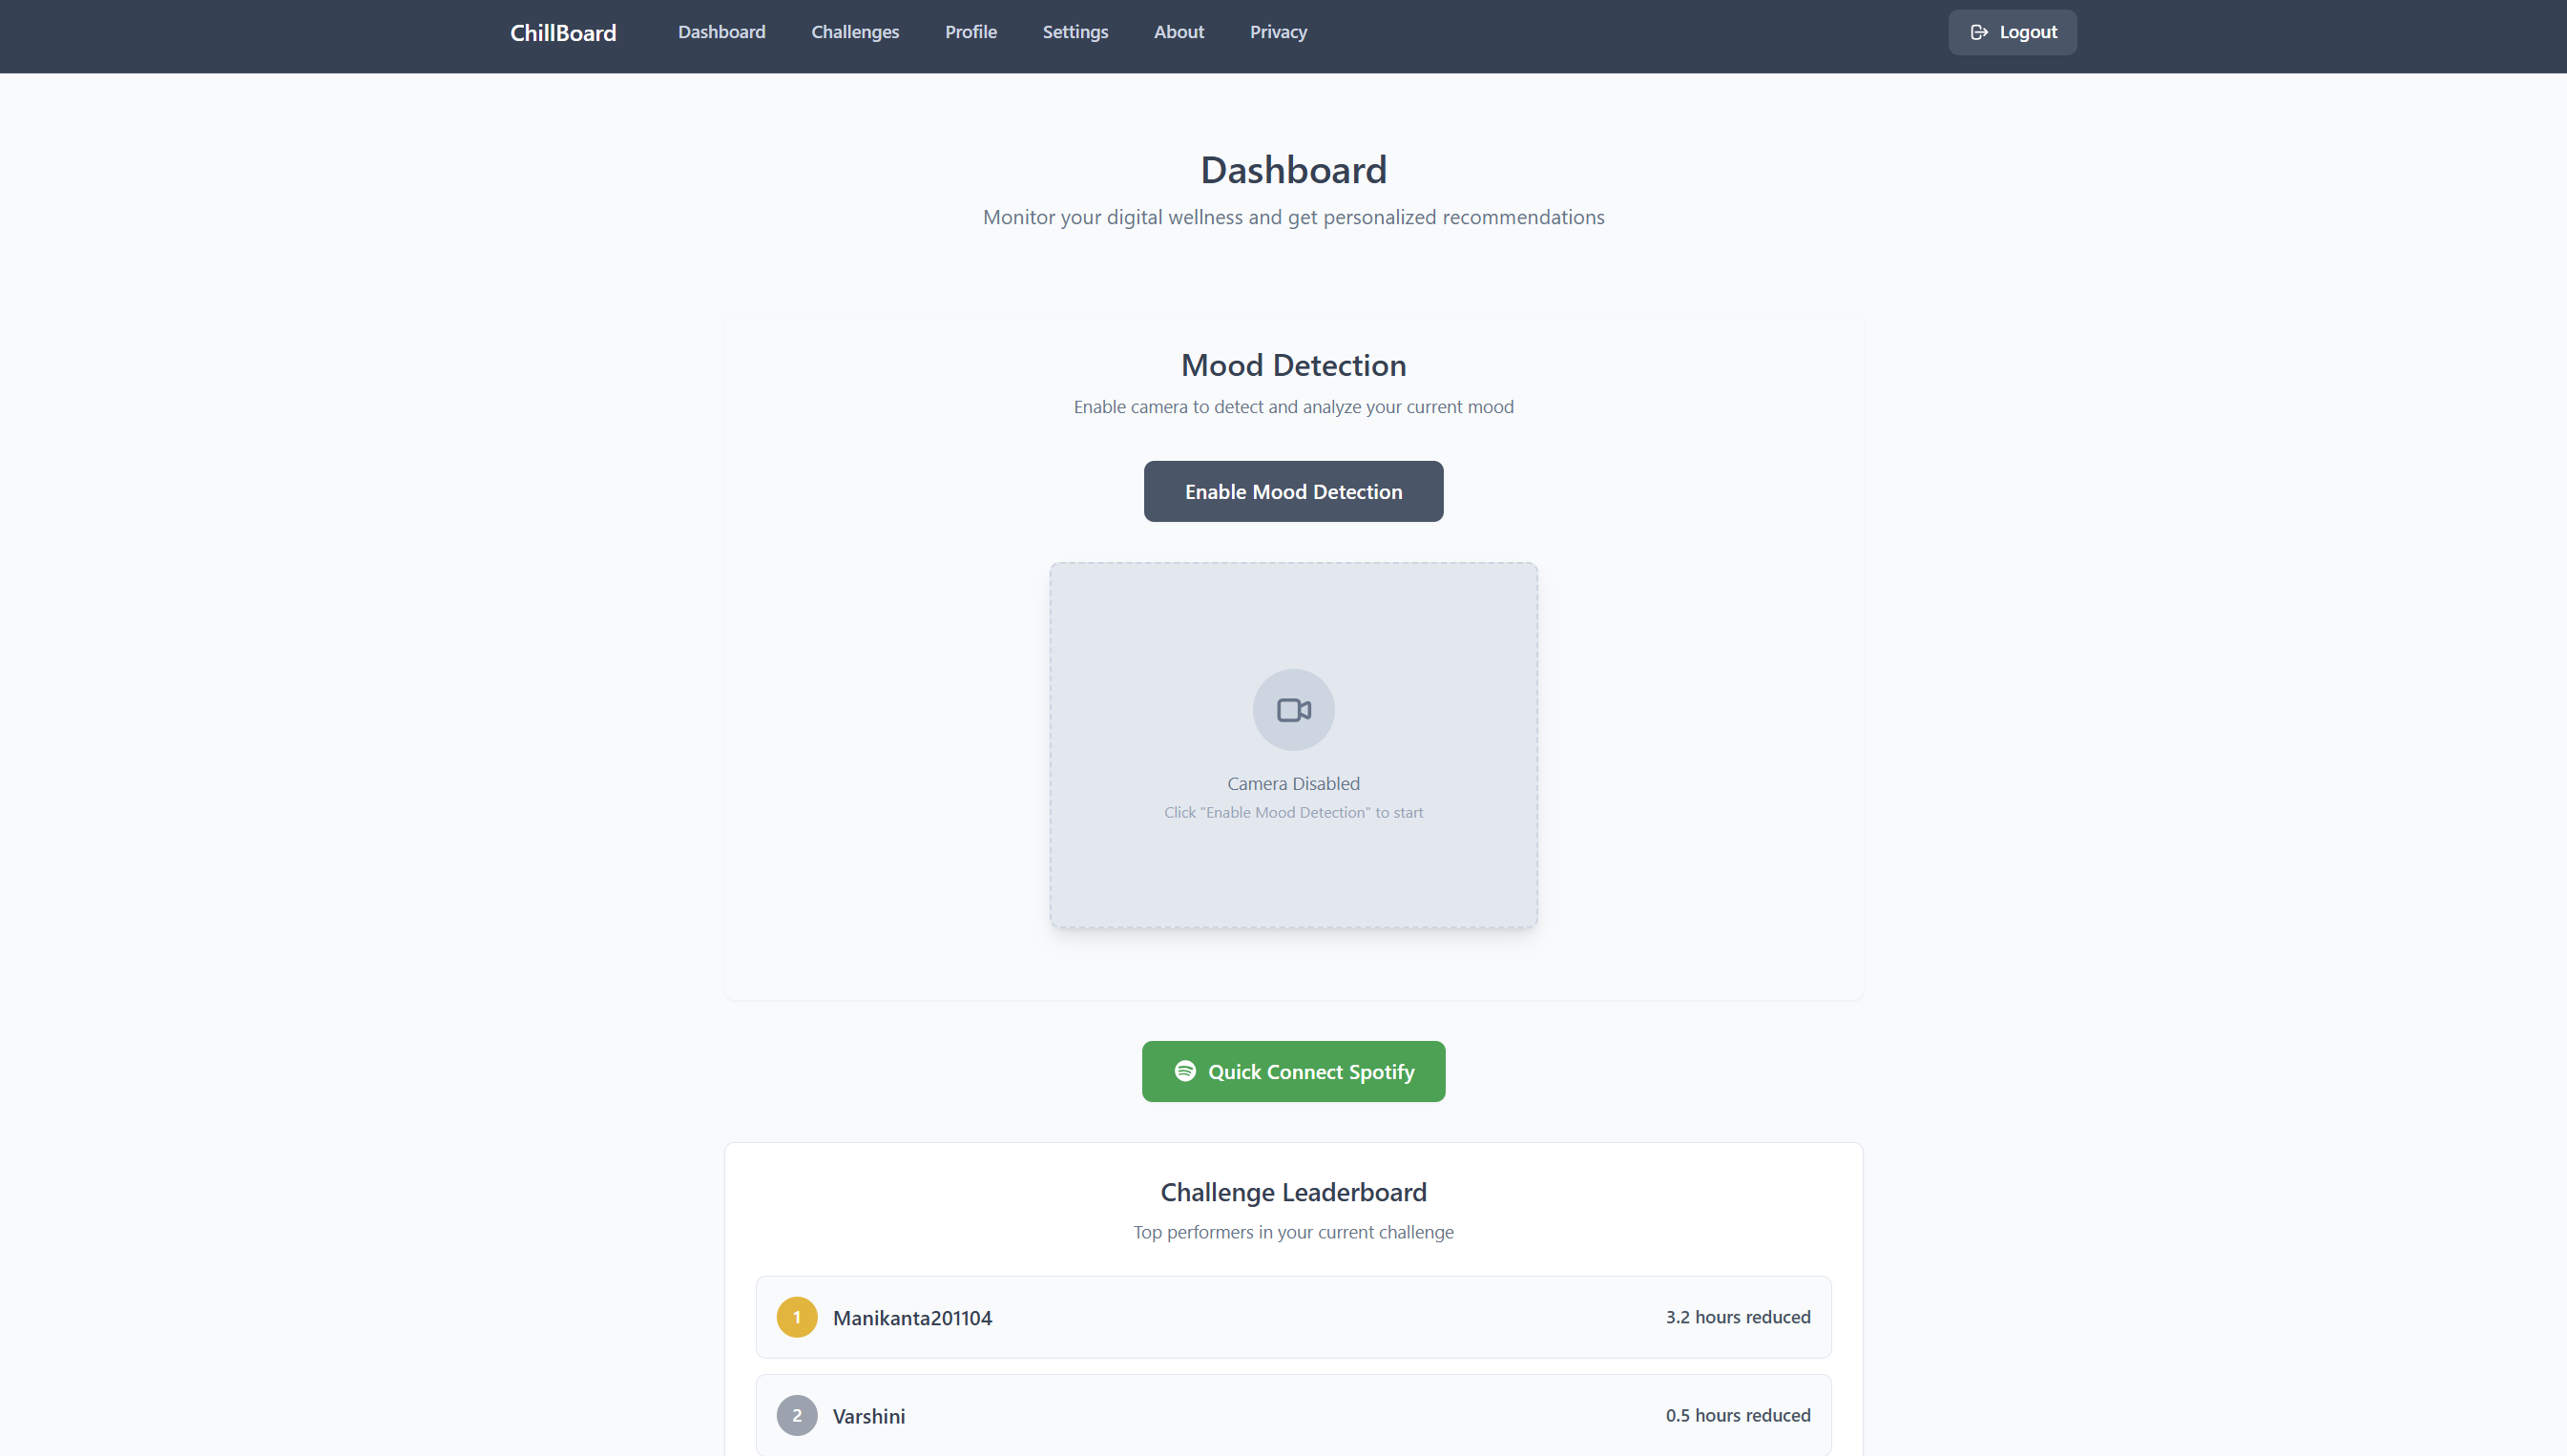 ChillBoard Dashboard Challenges Profile Settings About Privacy Logout
Dashboard
Monitor your digital wellness and get personalized recommendations
Mood Detection
Enable camera to detect and analyze your current mood
Enable Mood Detection
Camera Disabled
Click "Enable Mood Detection" to start
Quick Connect Spotify
Challenge Leaderboard
Top performers in your current challenge
1 Manikanta201104 3.2 hours reduced
2 Varshini 0.5 hours reduced